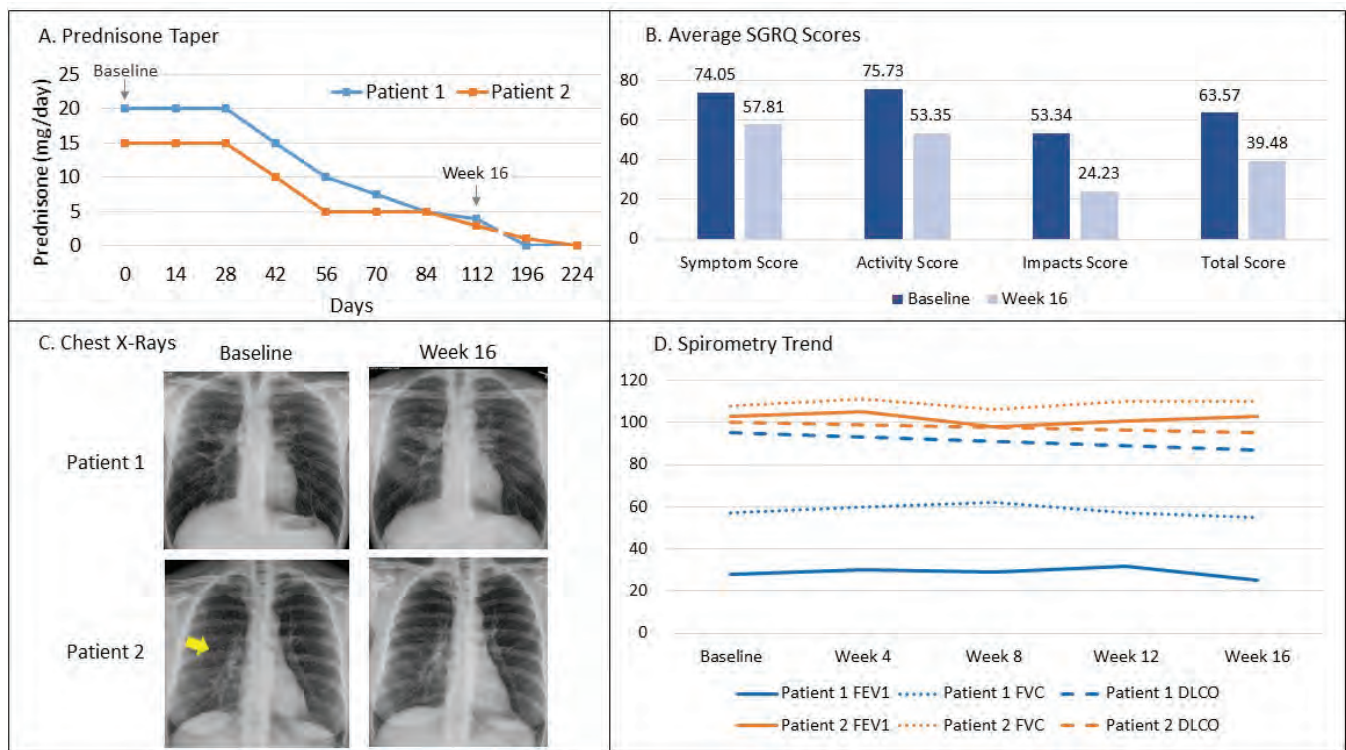 A. Prednisone Taper
Baseline
Patient 1 Patient 2
Week 16
Prednisone (mg/day)
25
20
15
10
5
0
0 14 28 42 56 70 84 112 196 224
Days
B. Average SGRQ Scores
80
60
40
20
0
74.05 57.81 75.73 53.35 53.34 24.23 63.57 39.48
Symptom Score Activity Score Impacts Score Total Score
Baseline Week 16
C. Chest X-Rays
Baseline Week 16
Patient 1
Patient 2
D. Spirometry Trend
120
100
80
60
40
20
0
Baseline Week 4 Week 8 Week 12 Week 16
Patient 1 FEV1 Patient 1 FVC Patient 1 DLCO
Patient 2 FEV1 Patient 2 FVC Patient 2 DLCO